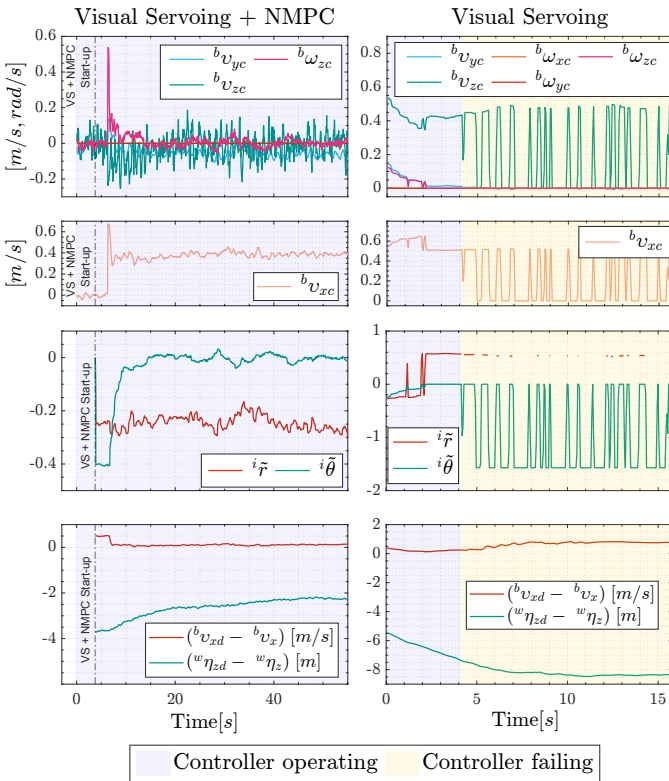 Visual Servoing + NMPC
Visual Servoing
[m/s, rad/s]
0.6
0.4
0.2
0
-0.2
VS + NMPC
Start-up
ᵇυ_yc ᵇω_zc
ᵇυ_zc
0.8
0.6
0.4
0.2
0
ᵇυ_yc ᵇω_xc ᵇω_zc
ᵇυ_zc ᵇω_yc
[m/s]
0.6
0.4
0.2
0
VS + NMPC
Start-up
ᵇυ_xc
0.6
0.4
0.2
0
ᵇυ_xc
0
-0.2
-0.4
VS + NMPC Start-up
ⁱr̃ ⁱθ̃
1
0
-1
-2
ⁱr̃
ⁱθ̃
0
-2
-4
VS + NMPC Start-up
(ᵇυ_xd − ᵇυ_x) [m/s]
(ʷη_zd − ʷη_z) [m]
0 20 40
Time[s]
2
0
-2
-4
-6
-8
(ᵇυ_xd − ᵇυ_x) [m/s]
(ʷη_zd − ʷη_z) [m]
0 5 10 15
Time[s]
Controller operating Controller failing